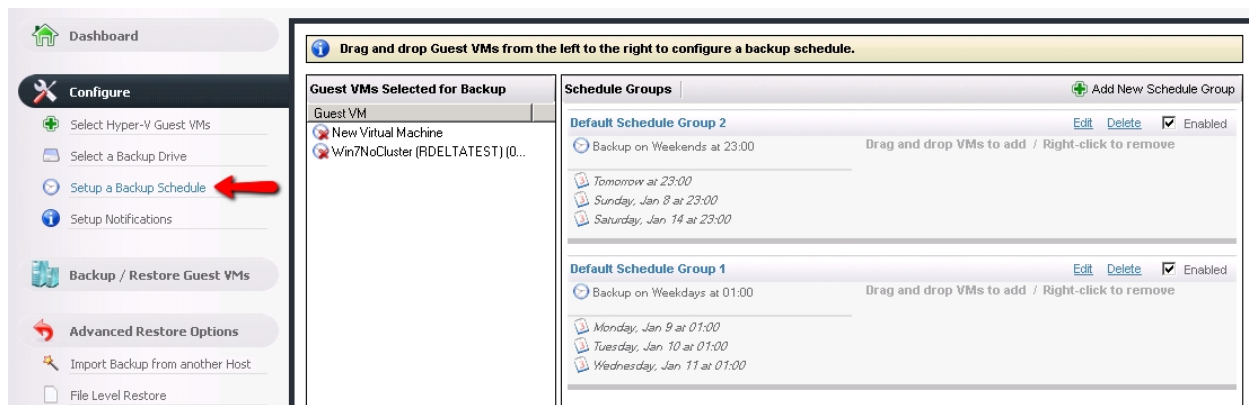 Dashboard
Configure
Select Hyper-V Guest VMs
Select a Backup Drive
Setup a Backup Schedule
Setup Notifications
Backup / Restore Guest VMs
Advanced Restore Options
Import Backup from another Host
File Level Restore
Drag and drop Guest VMs from the left to the right to configure a backup schedule.
Guest VMs Selected for Backup
Guest VM
New Virtual Machine
Win7NoCluster (RDELTATEST) (0...
Schedule Groups
Add New Schedule Group
Default Schedule Group 2
Edit Delete Enabled
Backup on Weekends at 23:00
Drag and drop VMs to add / Right-click to remove
Tomorrow at 23:00
Sunday, Jan 8 at 23:00
Saturday, Jan 14 at 23:00
Default Schedule Group 1
Edit Delete Enabled
Backup on Weekdays at 01:00
Drag and drop VMs to add / Right-click to remove
Monday, Jan 9 at 01:00
Tuesday, Jan 10 at 01:00
Wednesday, Jan 11 at 01:00